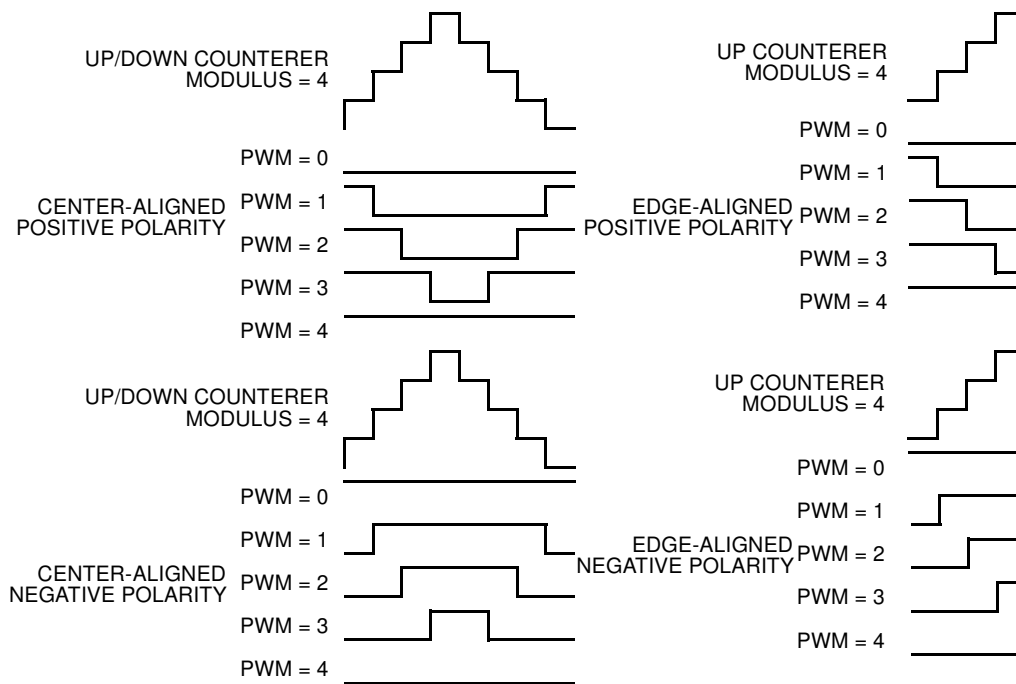 UP/DOWN COUNTERER
MODULUS = 4
PWM = 0
CENTER-ALIGNED
POSITIVE POLARITY
PWM = 1
PWM = 2
PWM = 3
PWM = 4
UP COUNTERER
MODULUS = 4
PWM = 0
EDGE-ALIGNED
POSITIVE POLARITY
PWM = 1
PWM = 2
PWM = 3
PWM = 4
UP/DOWN COUNTERER
MODULUS = 4
PWM = 0
PWM = 1
CENTER-ALIGNED
NEGATIVE POLARITY
PWM = 2
PWM = 3
PWM = 4
UP COUNTERER
MODULUS = 4
PWM = 0
PWM = 1
EDGE-ALIGNED
NEGATIVE POLARITY
PWM = 2
PWM = 3
PWM = 4